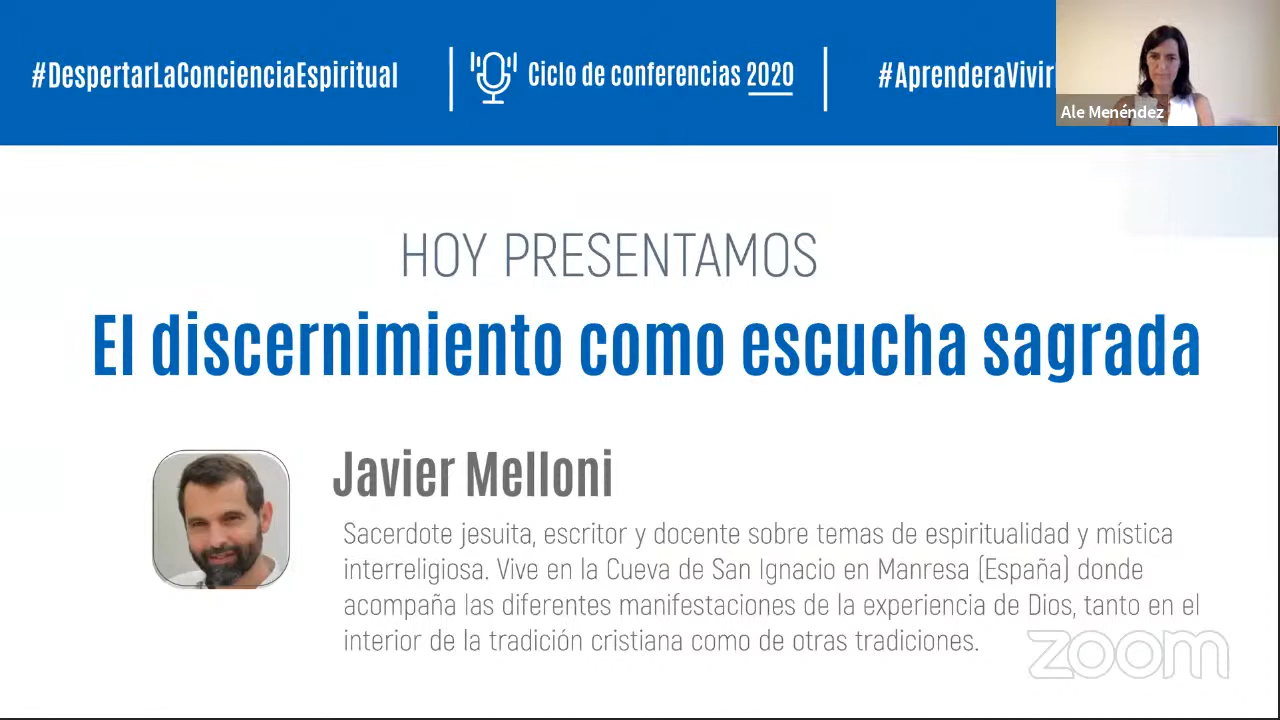 #DespertarLaConcienciaEspiritual
Ciclo de conferencias 2020
#AprenderaVivir
Ale Menéndez
HOY PRESENTAMOS
El discernimiento como escucha sagrada
Javier Melloni
Sacerdote jesuita, escritor y docente sobre temas de espiritualidad y mística
interreligiosa. Vive en la Cueva de San Ignacio en Manresa (España) donde
acompaña las diferentes manifestaciones de la experiencia de Dios, tanto en el
interior de la tradición cristiana como de otras tradiciones.
zoom